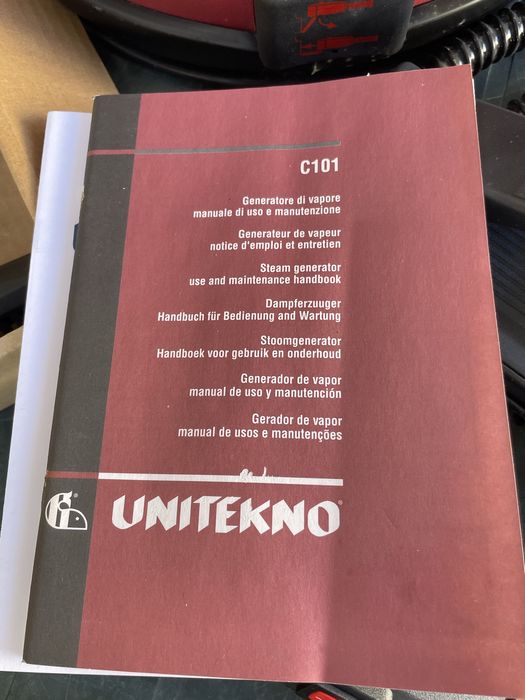 C101
Generatore di vapore
manuale di uso e manutenzione
Generateur de vapeur
notice d'emploi et entretien
Steam generator
use and maintenance handbook
Dampferzuuger
Handbuch für Bedienung and Wartung
Stoomgenerator
Handboek voor gebruik en onderhoud
Generador de vapor
manual de uso y manutención
Gerador de vapor
manual de usos e manutenções
UNITEKNO®